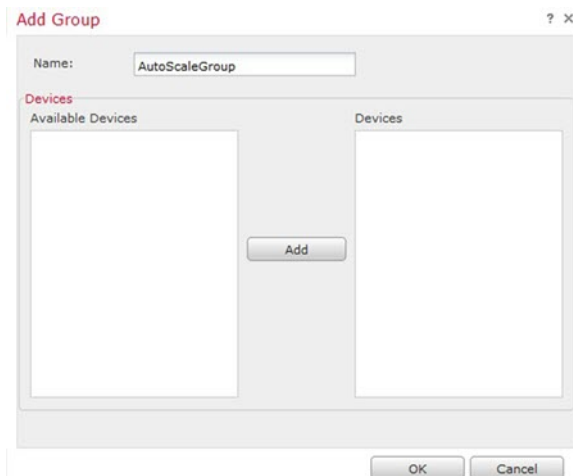 Add Group
? ×
Name:
AutoScaleGroup
Devices
Available Devices
Devices
Add
OK
Cancel